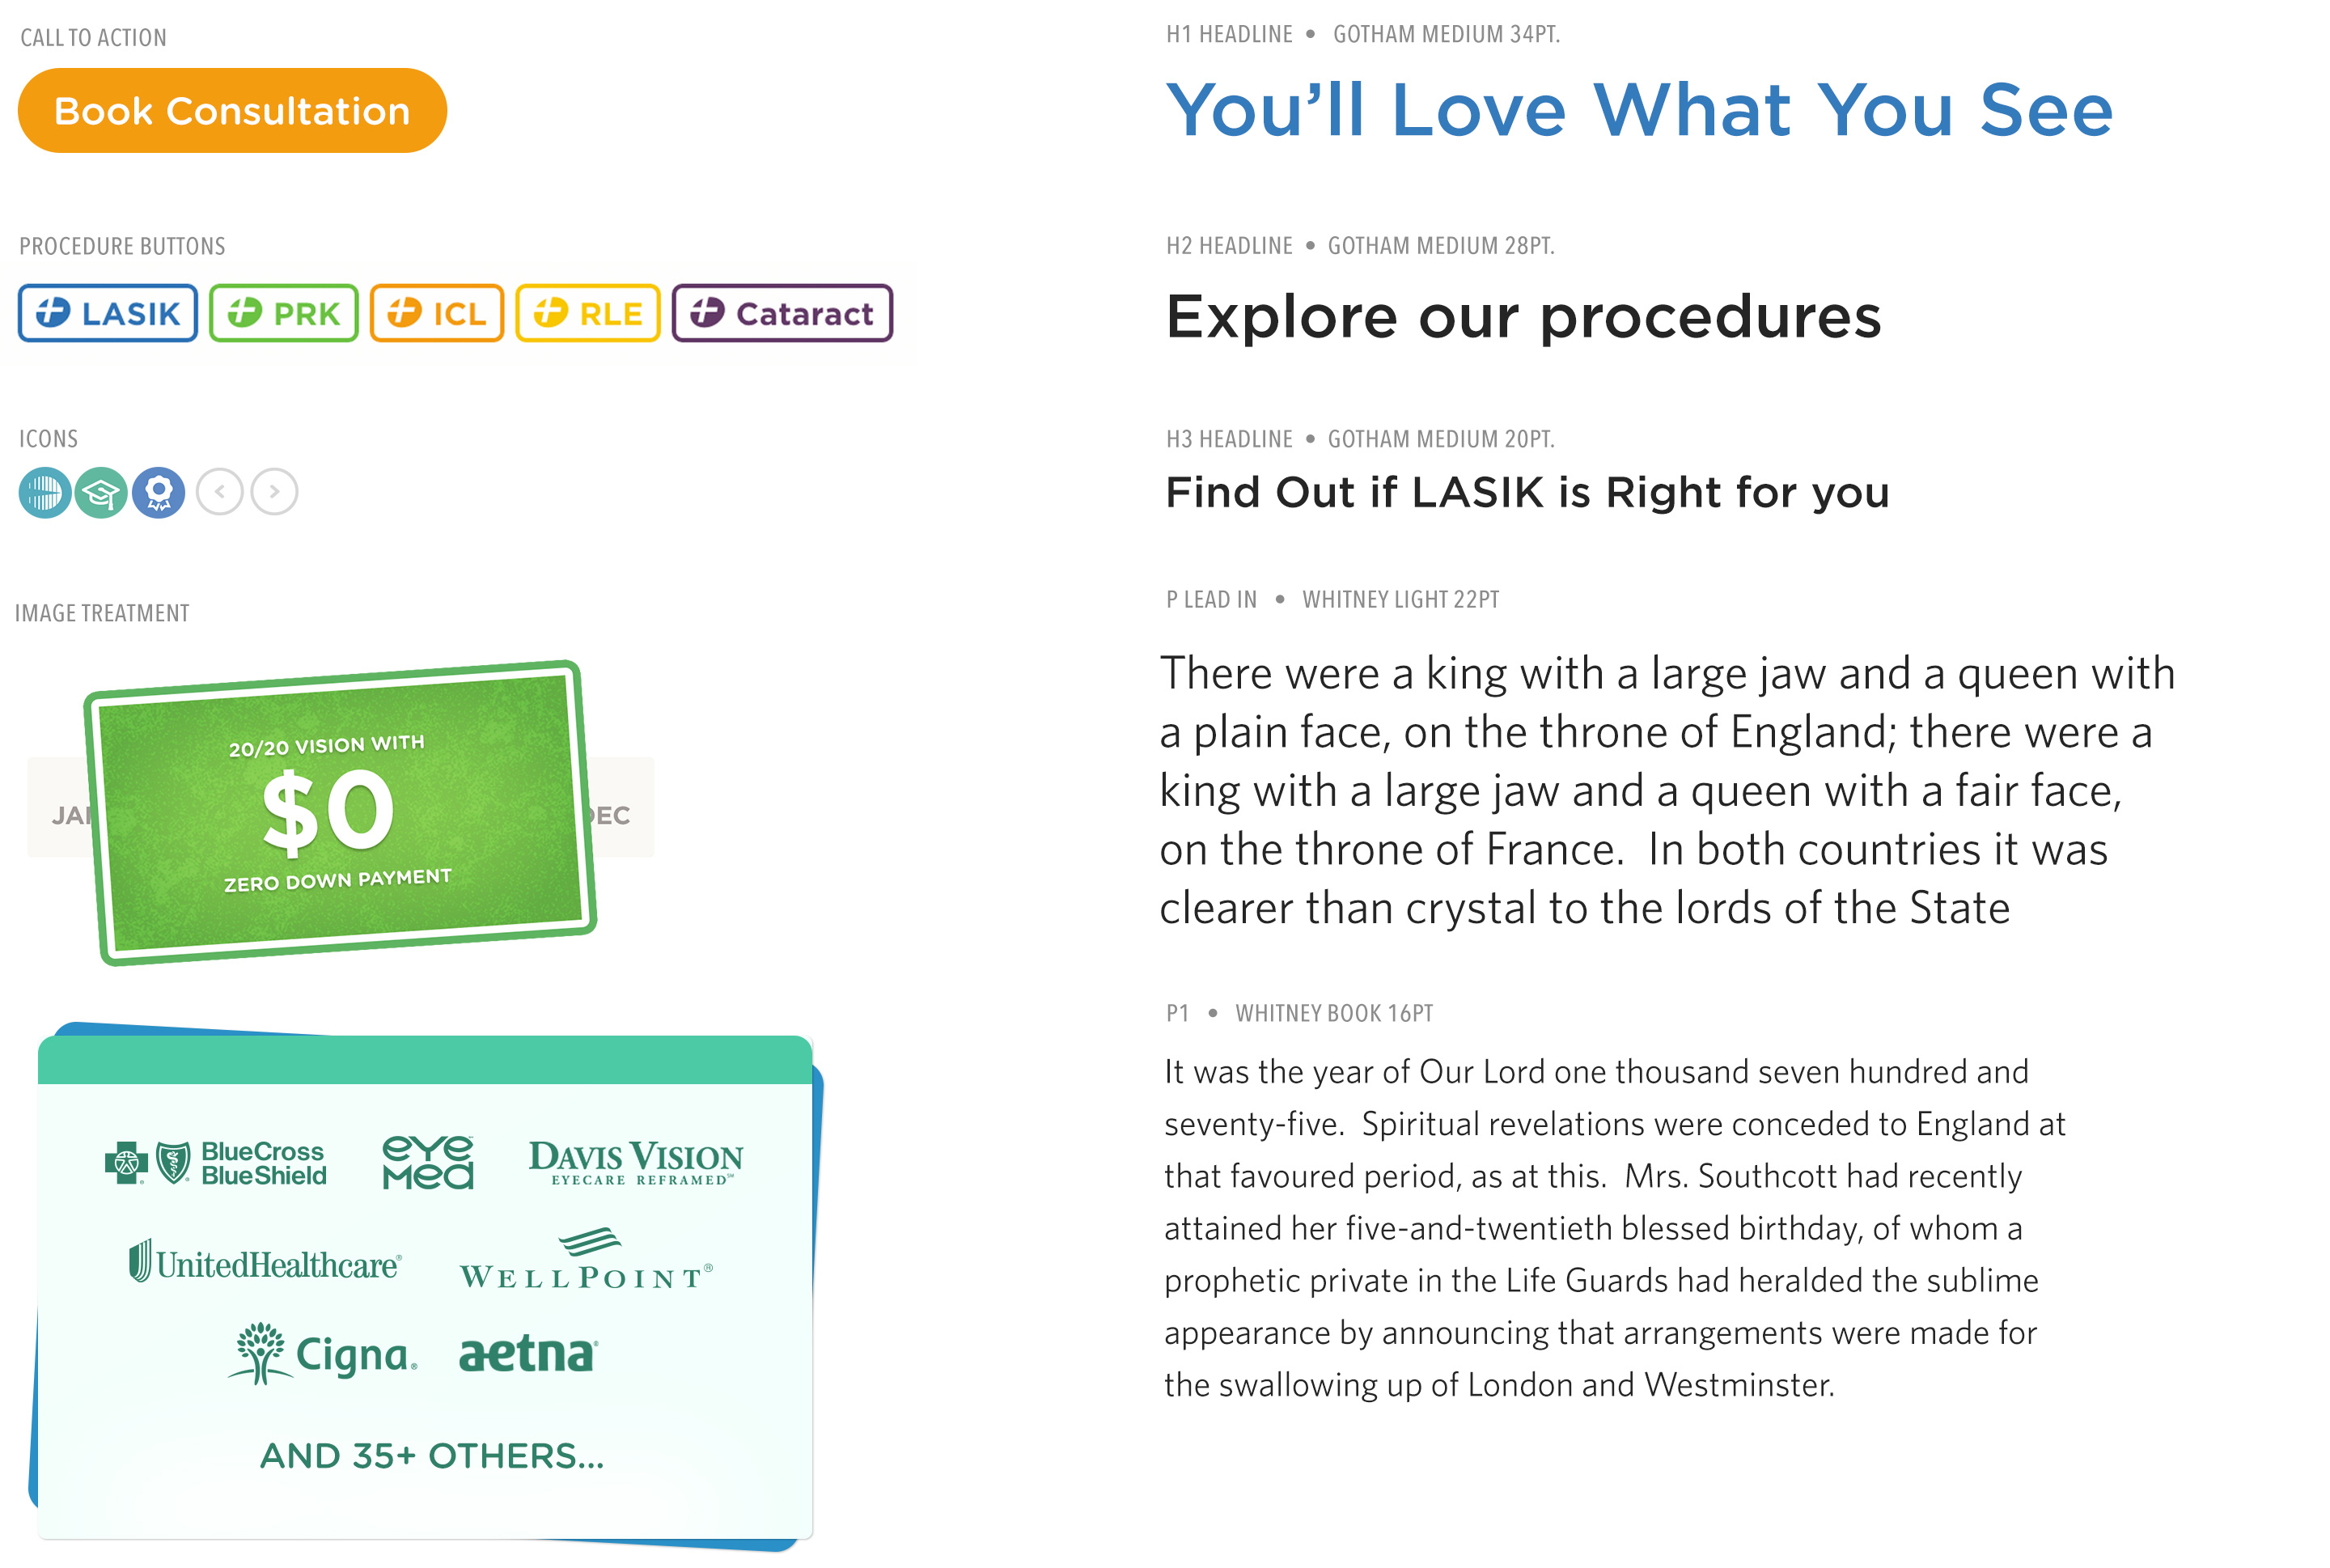 CALL TO ACTION
Book Consultation
PROCEDURE BUTTONS
LASIK
PRK
ICL
RLE
Cataract
ICONS
IMAGE TREATMENT
20/20 VISION WITH
$0
ZERO DOWN PAYMENT
BlueCross
BlueShield
eye
Med
DAVIS VISION
EYECARE REFRAMED™
UnitedHealthcare®
WELLPOINT®
Cigna®
aetna®
AND 35+ OTHERS...
H1 HEADLINE • GOTHAM MEDIUM 34PT.
You’ll Love What You See
H2 HEADLINE • GOTHAM MEDIUM 28PT.
Explore our procedures
H3 HEADLINE • GOTHAM MEDIUM 20PT.
Find Out if LASIK is Right for you
P LEAD IN • WHITNEY LIGHT 22PT
There were a king with a large jaw and a queen with
a plain face, on the throne of England; there were a
king with a large jaw and a queen with a fair face,
on the throne of France.  In both countries it was
clearer than crystal to the lords of the State
P1 • WHITNEY BOOK 16PT
It was the year of Our Lord one thousand seven hundred and
seventy-five.  Spiritual revelations were conceded to England at
that favoured period, as at this.  Mrs. Southcott had recently
attained her five-and-twentieth blessed birthday, of whom a
prophetic private in the Life Guards had heralded the sublime
appearance by announcing that arrangements were made for
the swallowing up of London and Westminster.